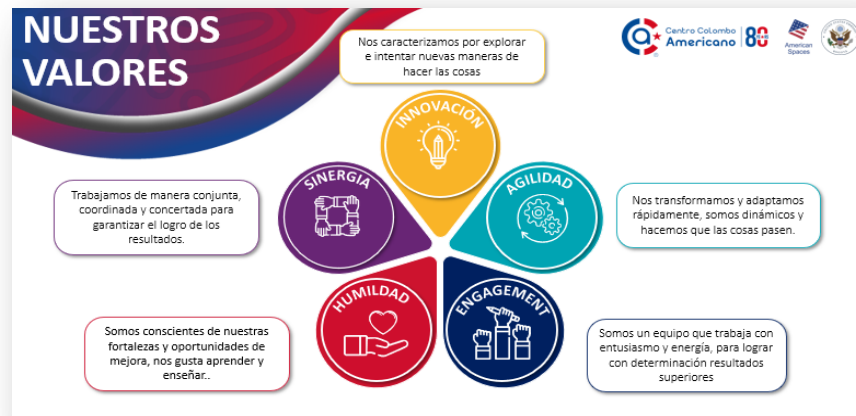 NUESTROS
VALORES
Nos caracterizamos por explorar
e intentar nuevas maneras de
hacer las cosas
Centro Colombo
Americano
80
American
Spaces
INNOVACIÓN
SINERGIA
AGILIDAD
Trabajamos de manera conjunta,
coordinada y concertada para
garantizar el logro de los
resultados.
Nos transformamos y adaptamos
rápidamente, somos dinámicos y
hacemos que las cosas pasen.
HUMILDAD
ENGAGEMENT
Somos conscientes de nuestras
fortalezas y oportunidades de
mejora, nos gusta aprender y
enseñar..
Somos un equipo que trabaja con
entusiasmo y energía, para lograr
con determinación resultados
superiores